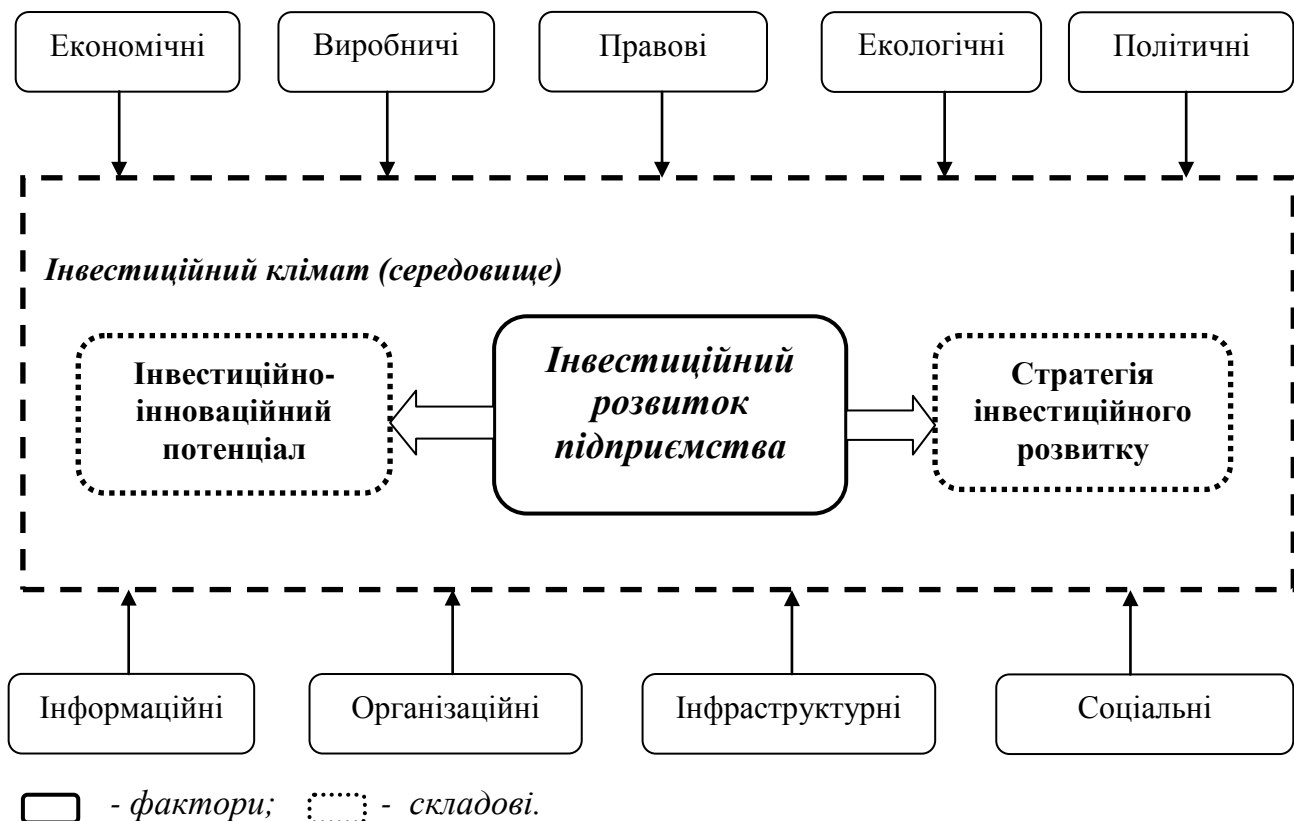 Економічні
Виробничі
Правові
Екологічні
Політичні
Інвестиційний клімат (середовище)
Інвестиційно-
інноваційний
потенціал
Інвестиційний
розвиток
підприємства
Стратегія
інвестиційного
розвитку
Інформаційні
Організаційні
Інфраструктурні
Соціальні
- фактори; - складові.